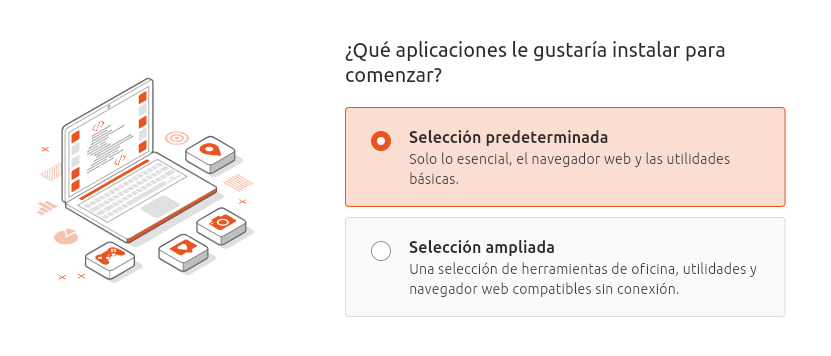 ¿Qué aplicaciones le gustaría instalar para
comenzar?
Selección predeterminada
Solo lo esencial, el navegador web y las utilidades
básicas.
Selección ampliada
Una selección de herramientas de oficina, utilidades y
navegador web compatibles sin conexión.